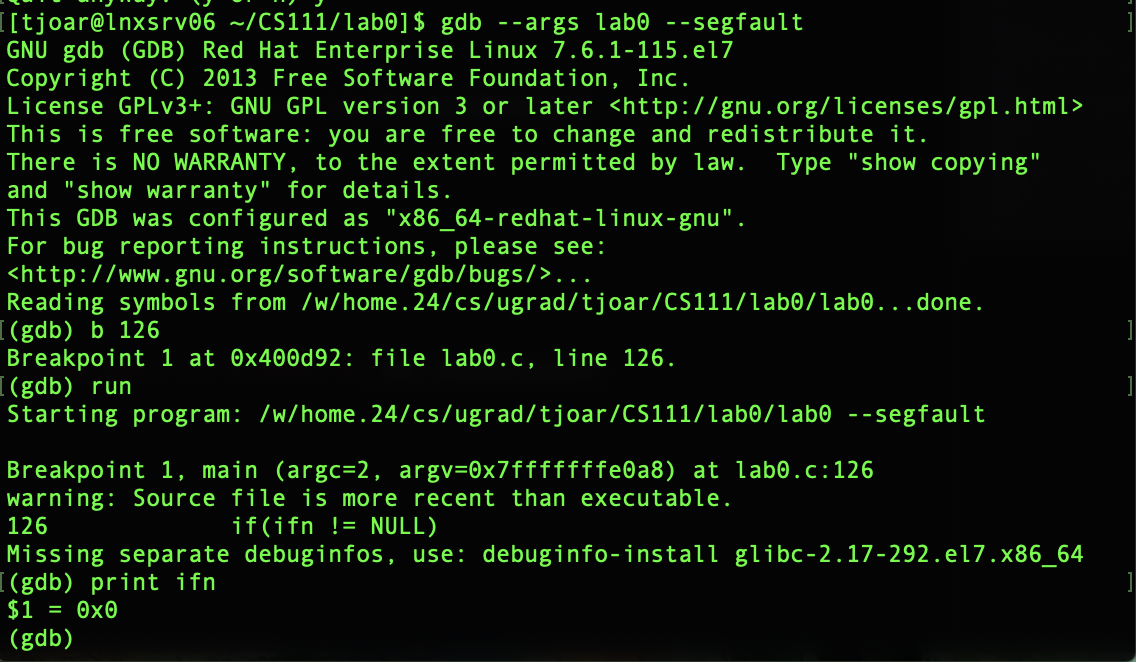 Quit anyway? (y or n) y
[[tjoar@lnxsrv06 ~/CS111/lab0]$ gdb --args lab0 --segfault ]
GNU gdb (GDB) Red Hat Enterprise Linux 7.6.1-115.el7
Copyright (C) 2013 Free Software Foundation, Inc.
License GPLv3+: GNU GPL version 3 or later <http://gnu.org/licenses/gpl.html>
This is free software: you are free to change and redistribute it.
There is NO WARRANTY, to the extent permitted by law.  Type "show copying"
and "show warranty" for details.
This GDB was configured as "x86_64-redhat-linux-gnu".
For bug reporting instructions, please see:
<http://www.gnu.org/software/gdb/bugs/>...
Reading symbols from /w/home.24/cs/ugrad/tjoar/CS111/lab0/lab0...done.
[(gdb) b 126 ]
Breakpoint 1 at 0x400d92: file lab0.c, line 126.
[(gdb) run ]
Starting program: /w/home.24/cs/ugrad/tjoar/CS111/lab0/lab0 --segfault
Breakpoint 1, main (argc=2, argv=0x7fffffffe0a8) at lab0.c:126
warning: Source file is more recent than executable.
126             if(ifn != NULL)
Missing separate debuginfos, use: debuginfo-install glibc-2.17-292.el7.x86_64
[(gdb) print ifn ]
$1 = 0x0
(gdb)